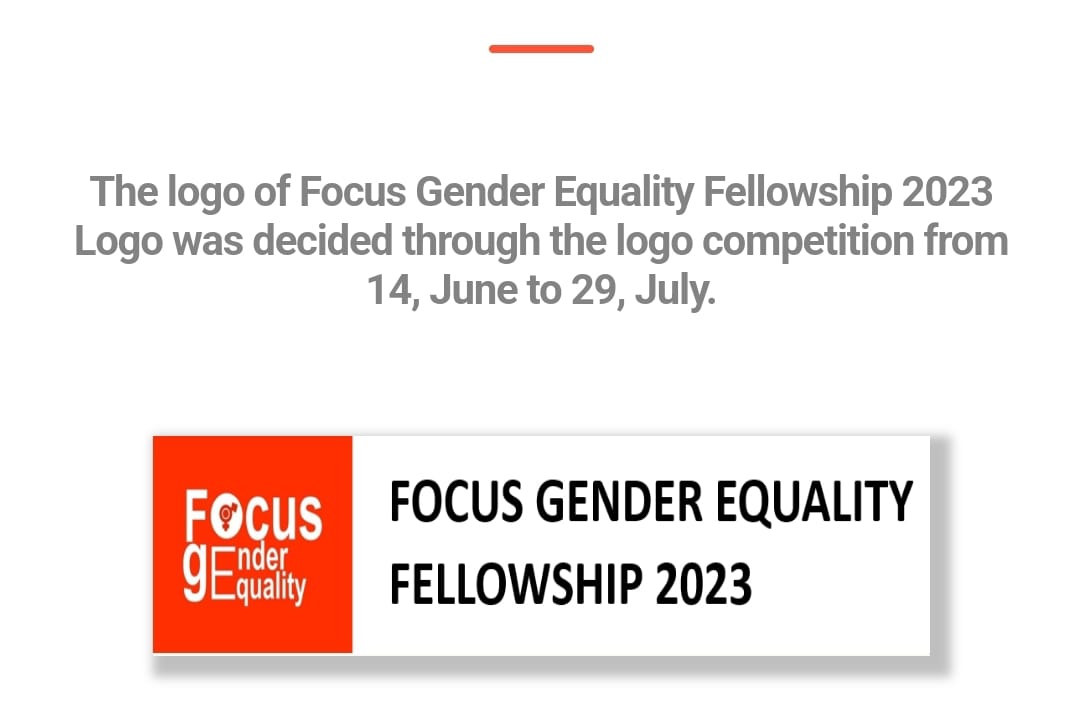 The logo of Focus Gender Equality Fellowship 2023
Logo was decided through the logo competition from
14, June to 29, July.
Focus
gEnder
Equality
FOCUS GENDER EQUALITY
FELLOWSHIP 2023